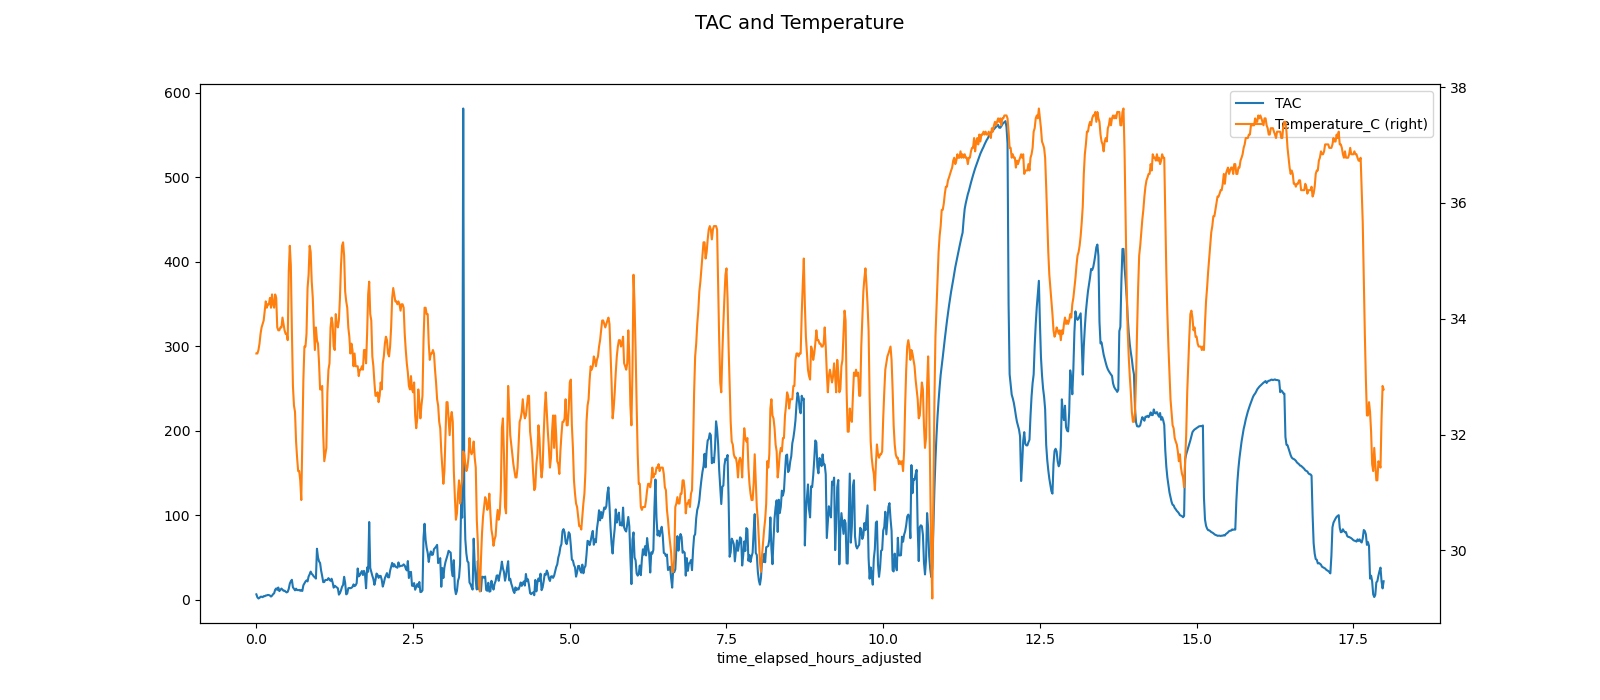 TAC and Temperature
TAC
Temperature_C (right)
600
500
400
300
200
100
0
38
36
34
32
30
0.0 2.5 5.0 7.5 10.0 12.5 15.0 17.5
time_elapsed_hours_adjusted